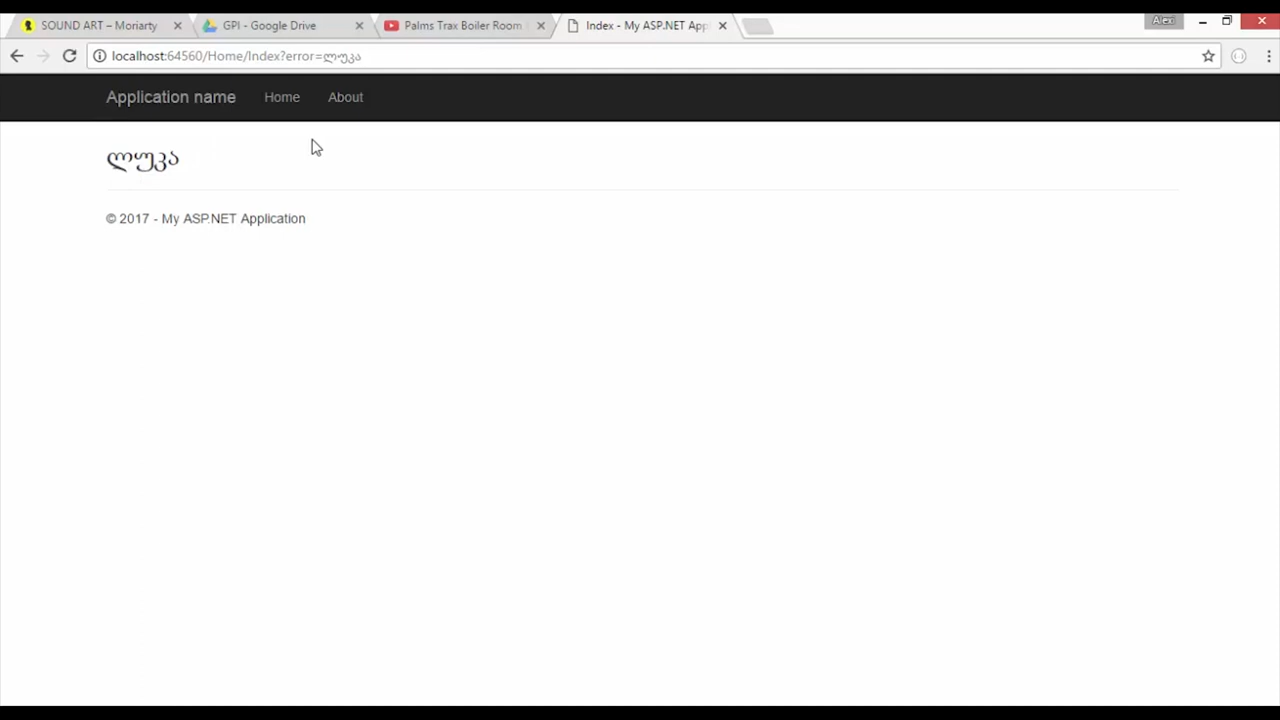 SOUND ART – Moriarty
GPI - Google Drive
Palms Trax Boiler Room
Index - My ASP.NET App
Alexi
localhost:64560/Home/Index?error=ლუკა
Application name Home About
ლუკა
© 2017 - My ASP.NET Application